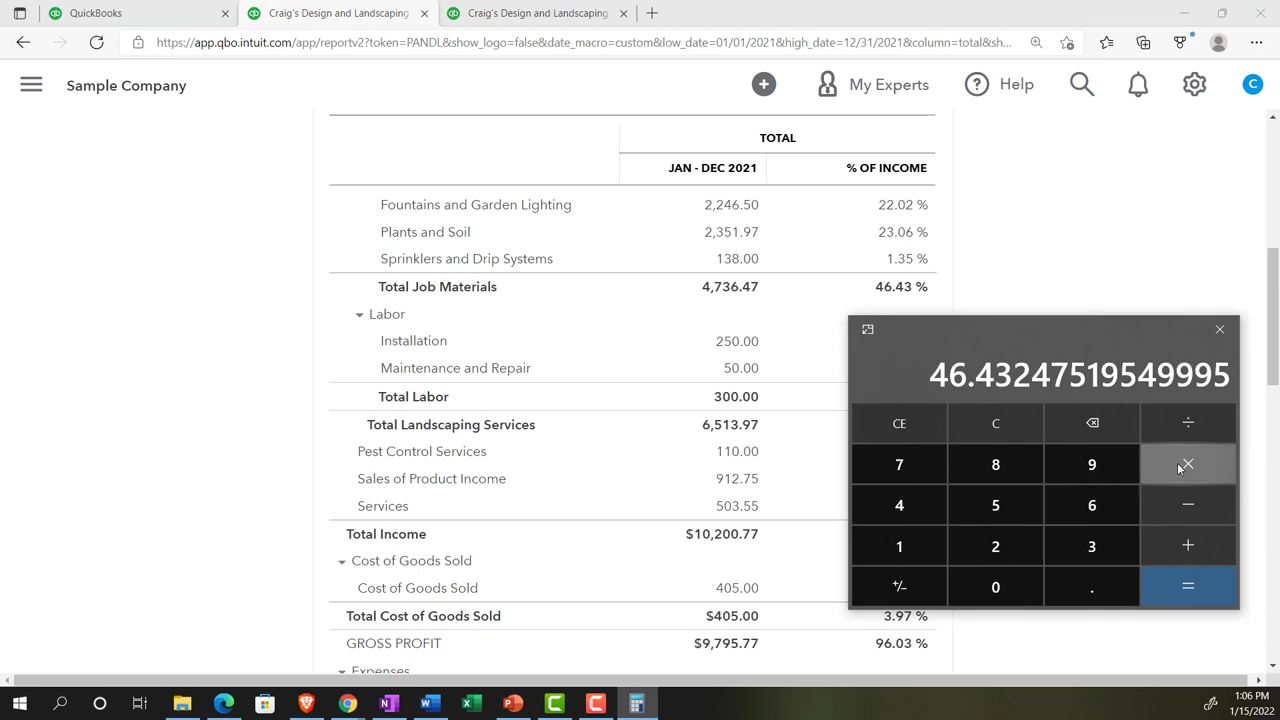 QuickBooks
Craig's Design and Landscaping
Craig's Design and Landscaping
https://app.qbo.intuit.com/app/reportv2?token=PANDL&show_logo=false&date_macro=custom&low_date=01/01/2021&high_date=12/31/2021&column=total&sh...
Sample Company
My Experts
Help
C
TOTAL
JAN - DEC 2021 % OF INCOME
Fountains and Garden Lighting 2,246.50 22.02 %
Plants and Soil 2,351.97 23.06 %
Sprinklers and Drip Systems 138.00 1.35 %
Total Job Materials 4,736.47 46.43 %
Labor
Installation 250.00
Maintenance and Repair 50.00
Total Labor 300.00
Total Landscaping Services 6,513.97
Pest Control Services 110.00
Sales of Product Income 912.75
Services 503.55
Total Income $10,200.77
Cost of Goods Sold
Cost of Goods Sold 405.00
Total Cost of Goods Sold $405.00 3.97 %
GROSS PROFIT $9,795.77 96.03 %
Expenses
46.43247519549995
CE C ⌫ ÷
7 8 9 ×
4 5 6 −
1 2 3 +
+/− 0 . =
1:06 PM
1/15/2022